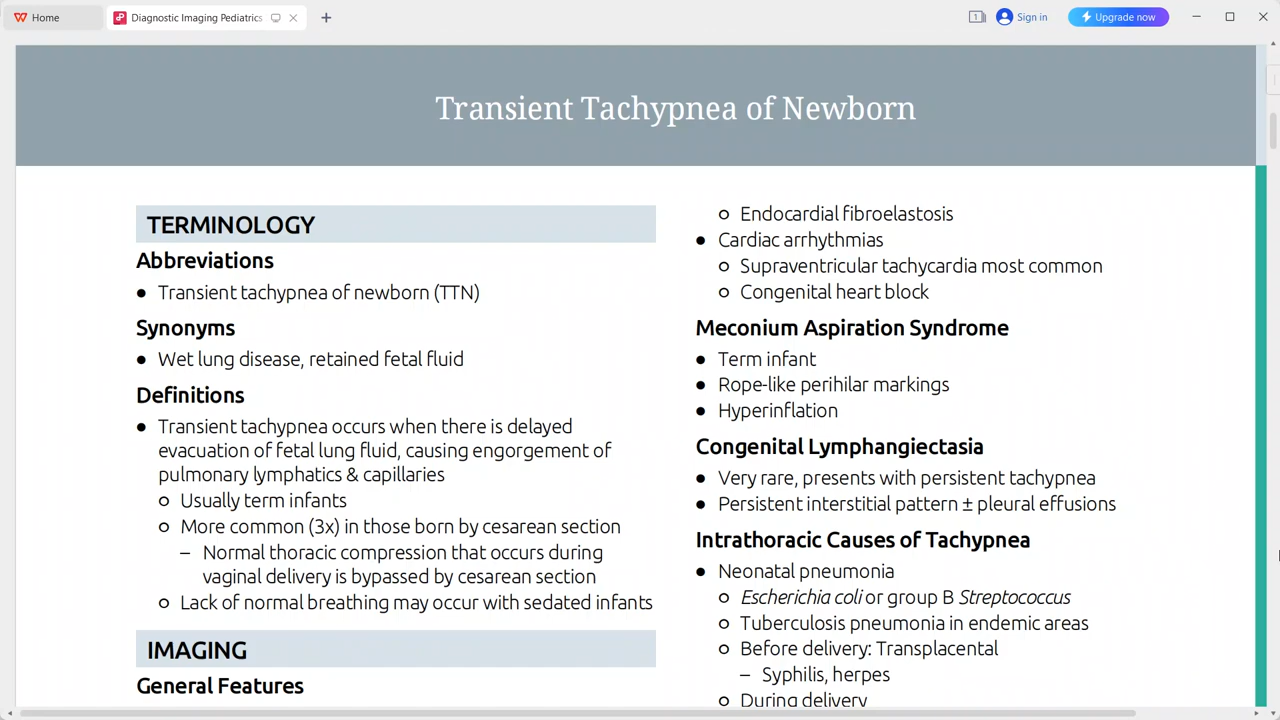 Home
Diagnostic Imaging Pediatrics
Sign in
Upgrade now
Transient Tachypnea of Newborn
TERMINOLOGY
Abbreviations
• Transient tachypnea of newborn (TTN)
Synonyms
• Wet lung disease, retained fetal fluid
Definitions
• Transient tachypnea occurs when there is delayed
evacuation of fetal lung fluid, causing engorgement of
pulmonary lymphatics & capillaries
○ Usually term infants
○ More common (3x) in those born by cesarean section
– Normal thoracic compression that occurs during
vaginal delivery is bypassed by cesarean section
○ Lack of normal breathing may occur with sedated infants
IMAGING
General Features
○ Endocardial fibroelastosis
• Cardiac arrhythmias
○ Supraventricular tachycardia most common
○ Congenital heart block
Meconium Aspiration Syndrome
• Term infant
• Rope-like perihilar markings
• Hyperinflation
Congenital Lymphangiectasia
• Very rare, presents with persistent tachypnea
• Persistent interstitial pattern ± pleural effusions
Intrathoracic Causes of Tachypnea
• Neonatal pneumonia
○ Escherichia coli or group B Streptococcus
○ Tuberculosis pneumonia in endemic areas
○ Before delivery: Transplacental
– Syphilis, herpes
○ During delivery